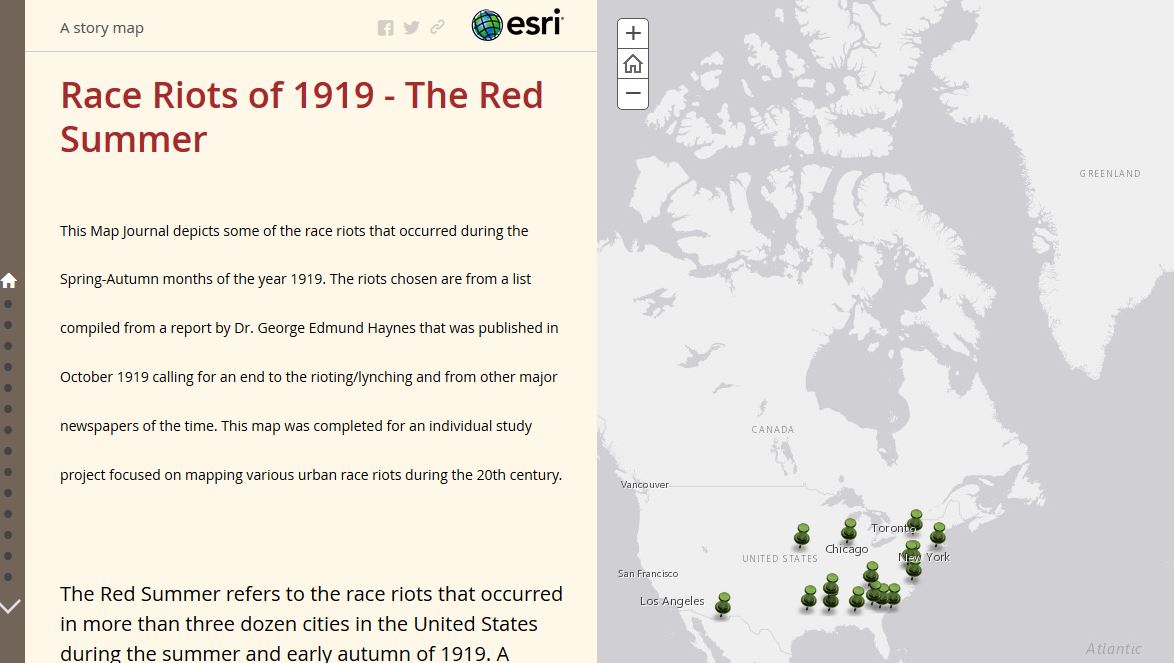 A story map
esri
Race Riots of 1919 - The Red
Summer
This Map Journal depicts some of the race riots that occurred during the
Spring-Autumn months of the year 1919. The riots chosen are from a list
compiled from a report by Dr. George Edmund Haynes that was published in
October 1919 calling for an end to the rioting/lynching and from other major
newspapers of the time. This map was completed for an individual study
project focused on mapping various urban race riots during the 20th century.
The Red Summer refers to the race riots that occurred
in more than three dozen cities in the United States
during the summer and early autumn of 1919. A
+
−
GREENLAND
CANADA
Vancouver
Toronto
Chicago
UNITED STATES
New York
San Francisco
Los Angeles
Atlantic